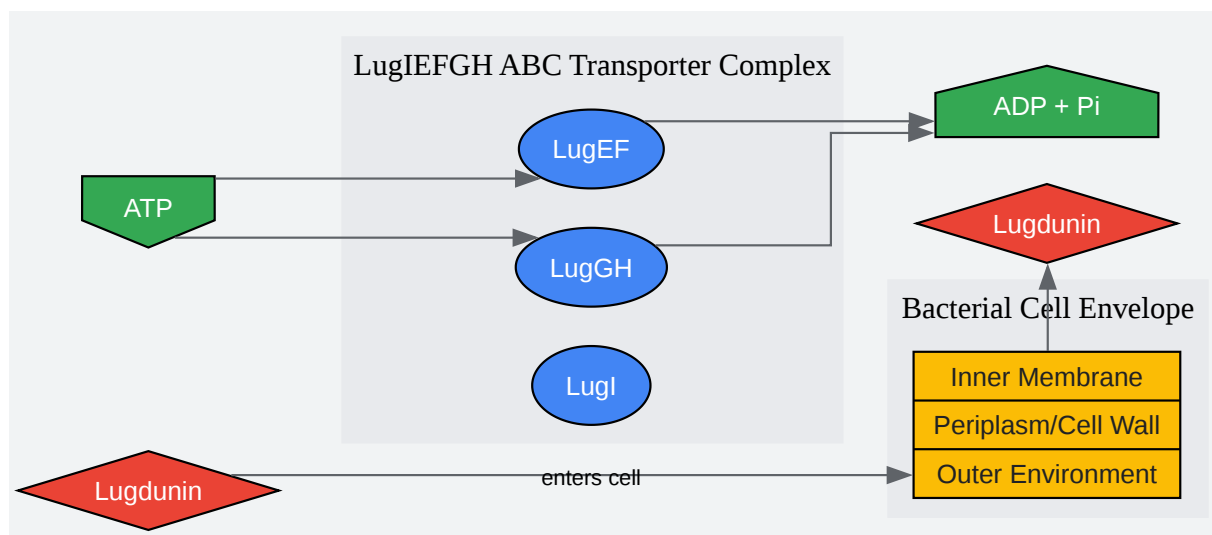 LugIEFGH ABC Transporter Complex
ADP + Pi
LugEF
ATP
Lugdunin
LugGH
Bacterial Cell Envelope
Inner Membrane
LugI
Periplasm/Cell Wall
Outer Environment
enters cell
Lugdunin